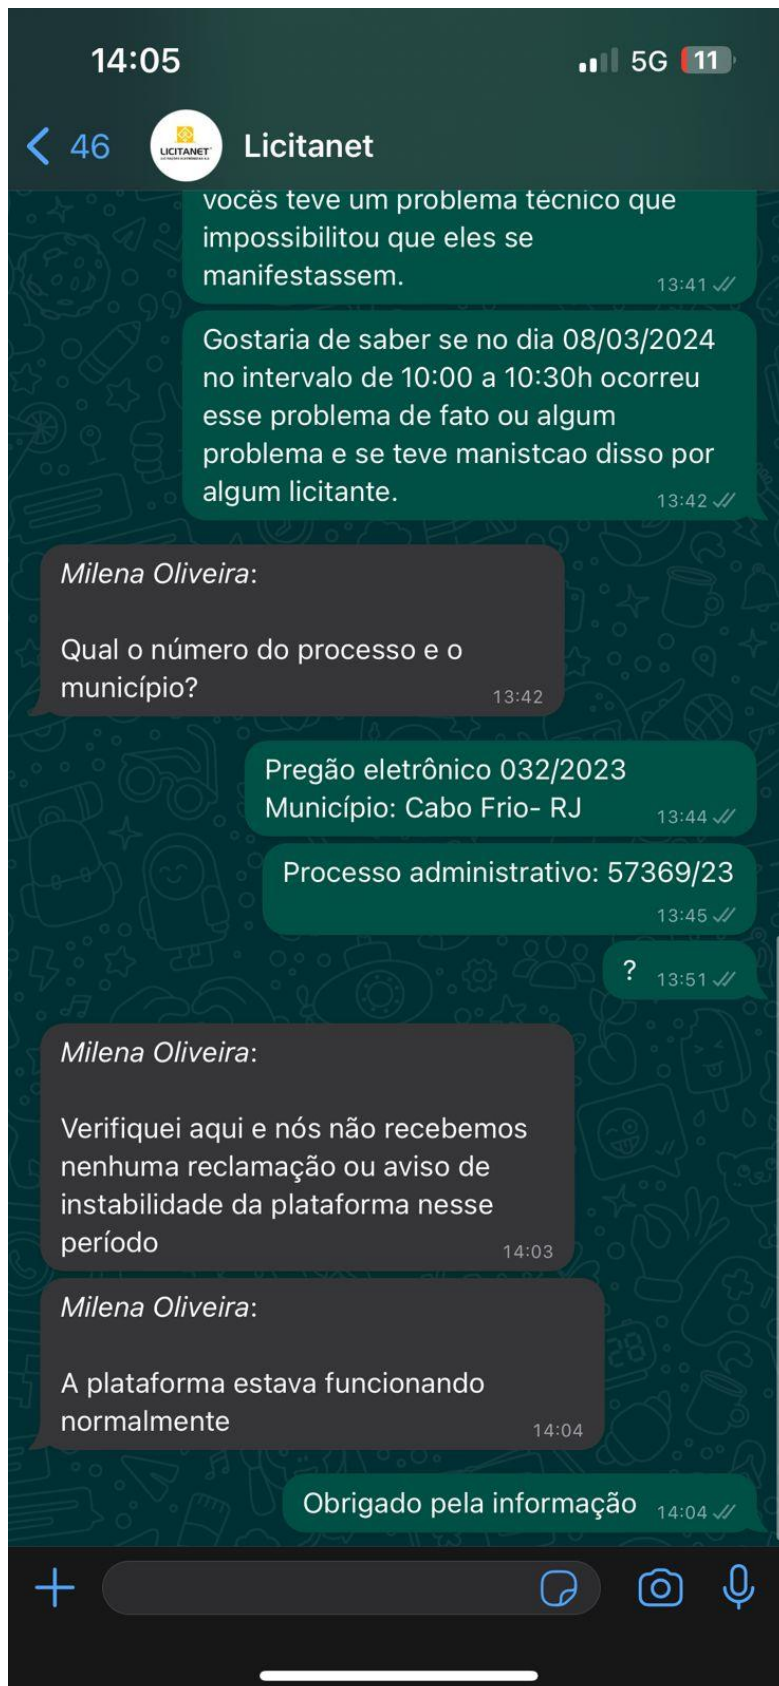 14:05
5G
11
46
LICITANET
Licitanet
vocês teve um problema técnico que
impossibilitou que eles se
manifestassem.
13:41
Gostaria de saber se no dia 08/03/2024
no intervalo de 10:00 a 10:30h ocorreu
esse problema de fato ou algum
problema e se teve manistcao disso por
algum licitante.
13:42
Milena Oliveira:
Qual o número do processo e o
município?
13:42
Pregão eletrônico 032/2023
Município: Cabo Frio- RJ
13:44
Processo administrativo: 57369/23
13:45
?
13:51
Milena Oliveira:
Verifiquei aqui e nós não recebemos
nenhuma reclamação ou aviso de
instabilidade da plataforma nesse
período
14:03
Milena Oliveira:
A plataforma estava funcionando
normalmente
14:04
Obrigado pela informação
14:04